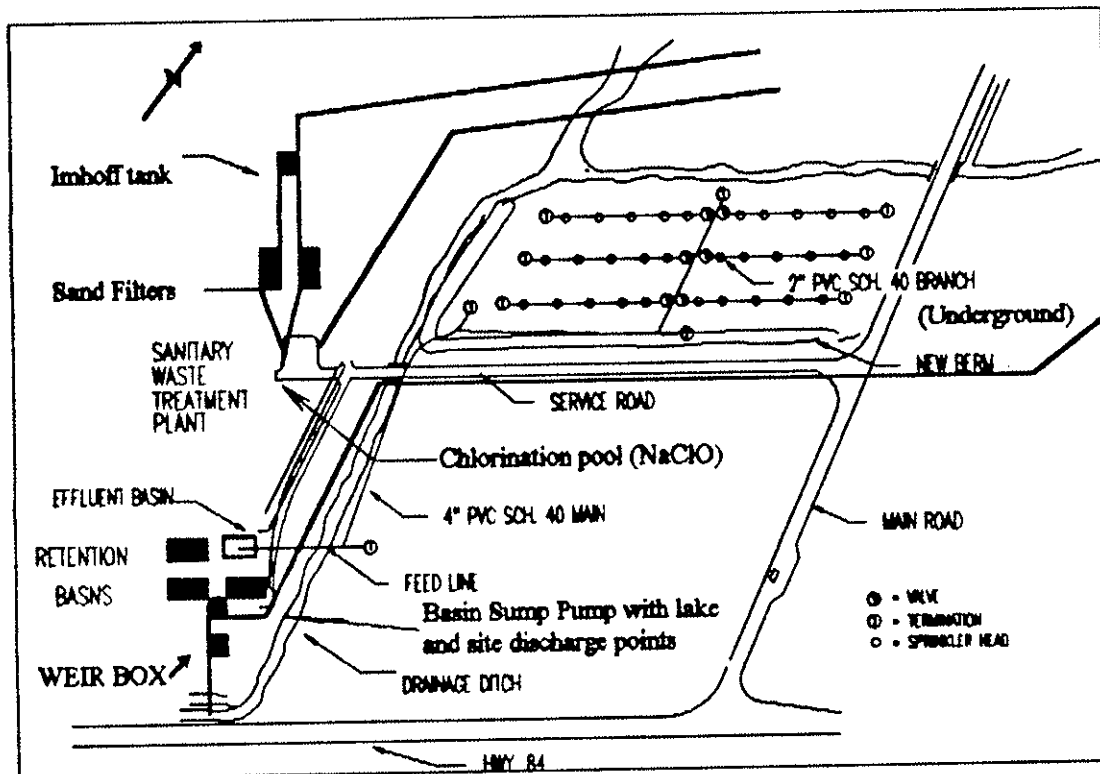 N
Imhoff tank
Sand Filters
2" PVC SCH. 40 BRANCH
(Underground)
NEW BERM
SANITARY
WASTE
TREATMENT
PLANT
SERVICE ROAD
Chlorination pool (NaClO)
EFFLUENT BASIN
4" PVC SCH. 40 MAIN
MAIN ROAD
RETENTION
BASNS
FEED LINE
Basin Sump Pump with lake
and site discharge points
= VALVE
= TERMINATION
= SPRINKLER HEAD
WEIR BOX
DRAINAGE DITCH
HWY 84